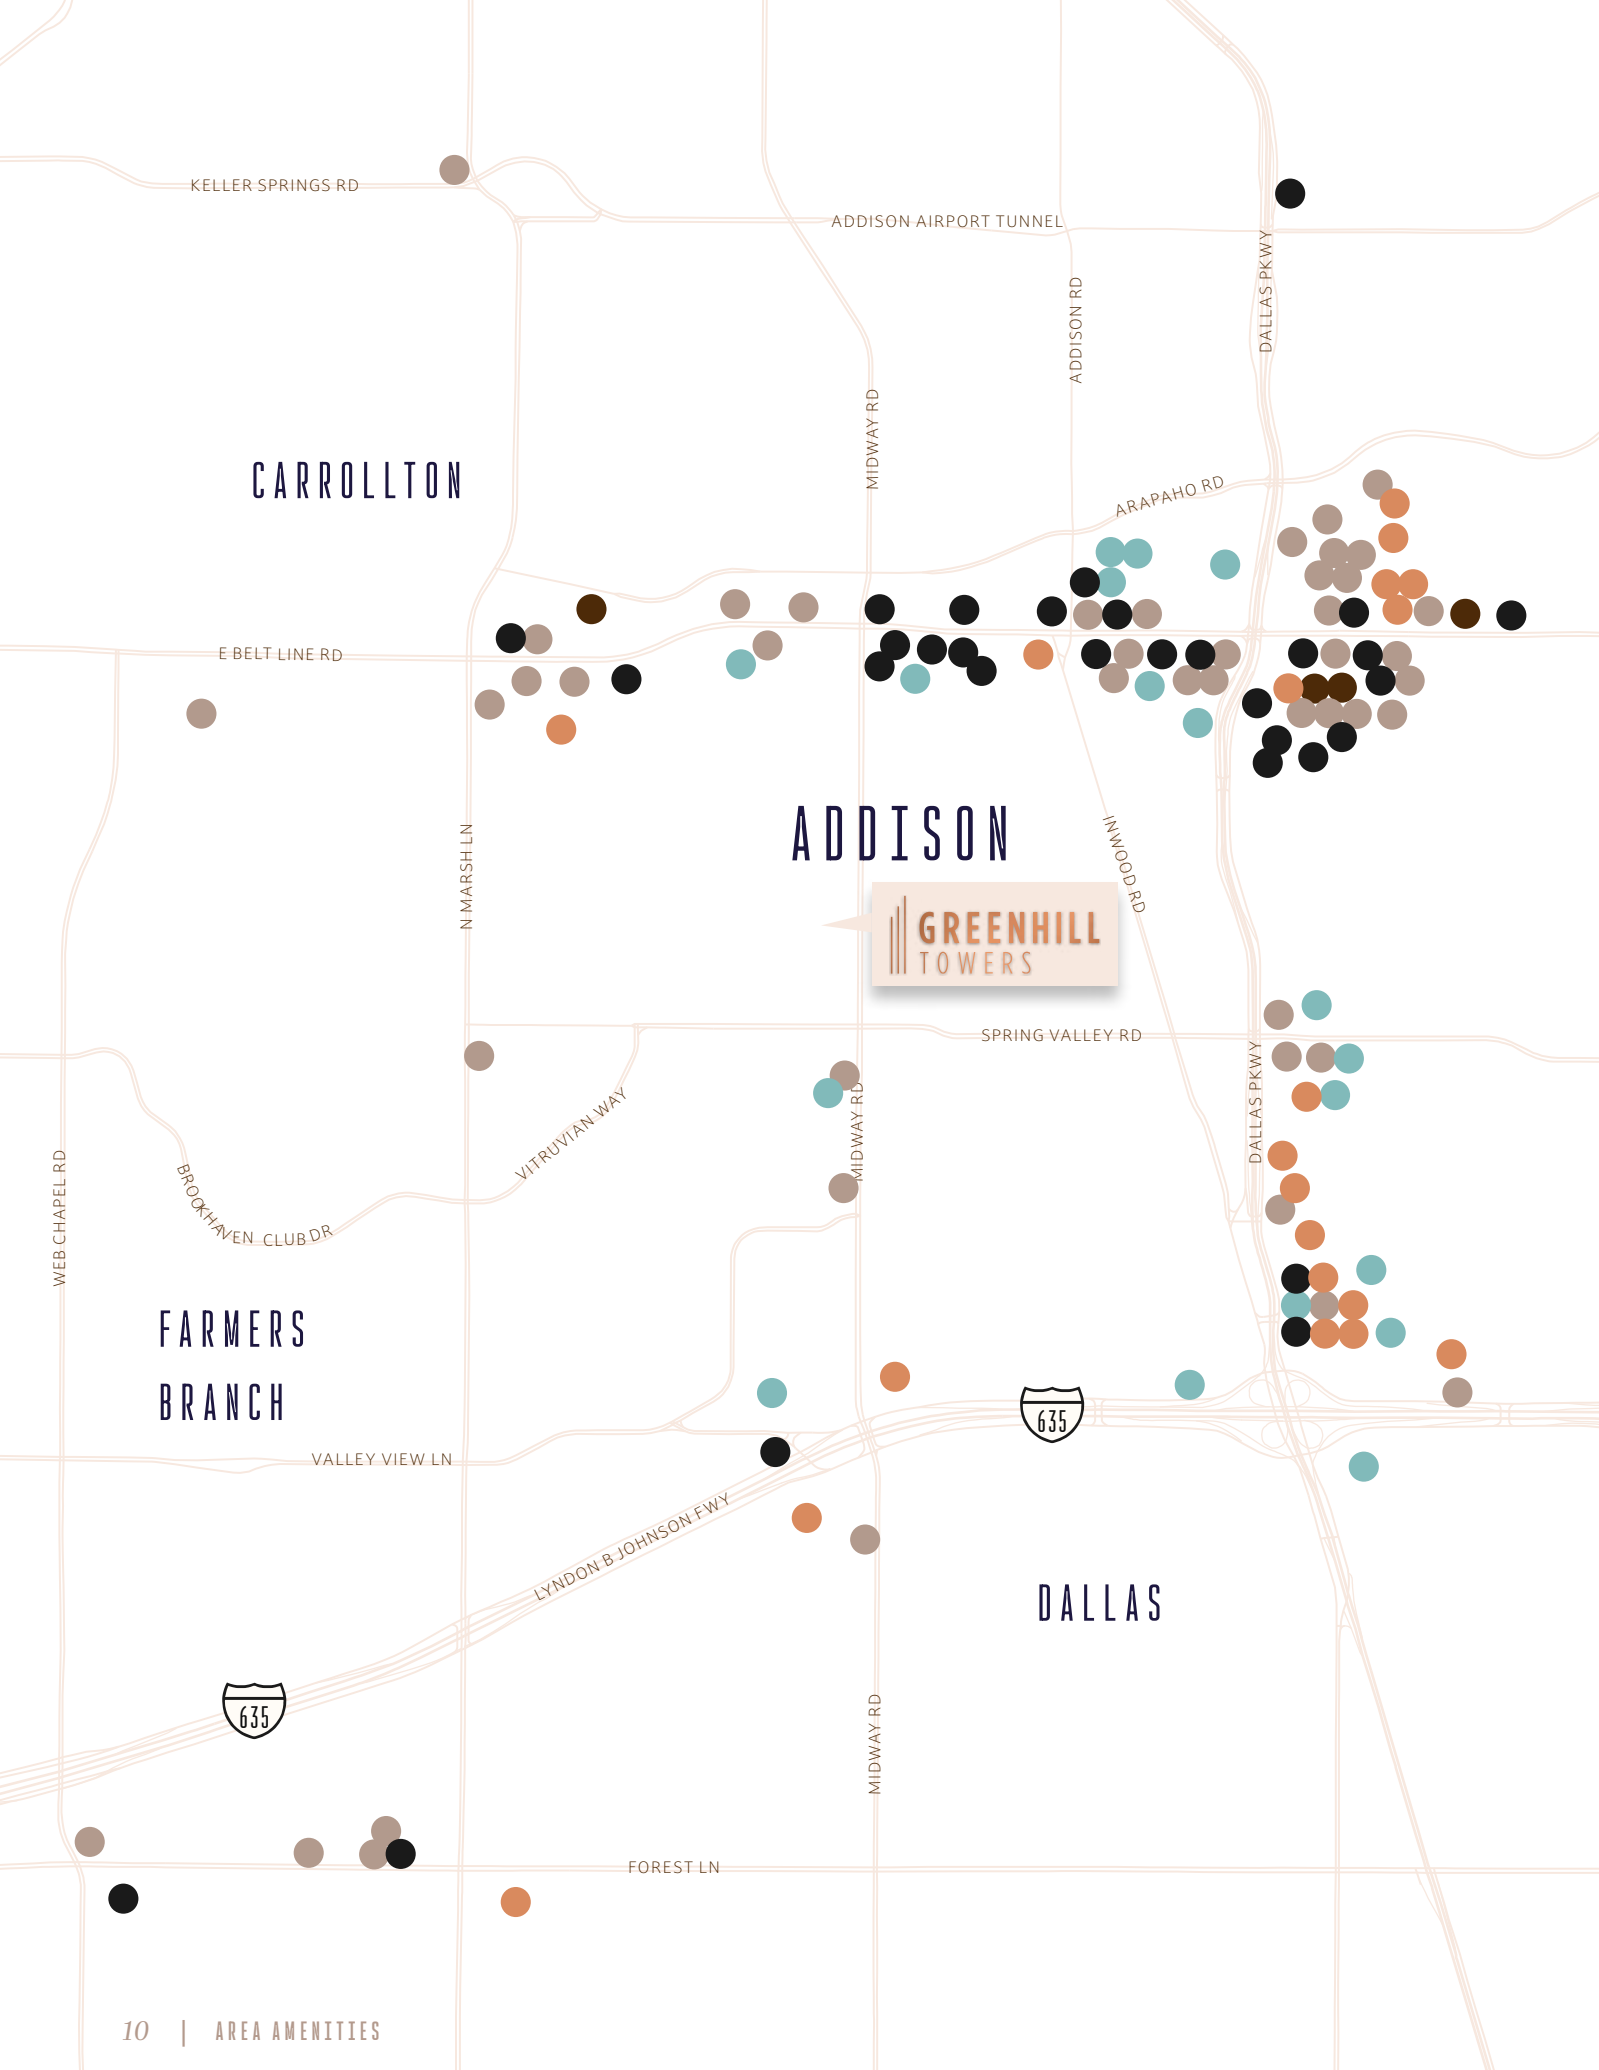 KELLER SPRINGS RD
ADDISON AIRPORT TUNNEL
DALLAS PKWY
ADDISON RD
MIDWAY RD
CARROLLTON
ARAPAHO RD
E BELT LINE RD
ADDISON
INWOOD RD
N MARSH LN
GREENHILL
TOWERS
SPRING VALLEY RD
DALLAS PKWY
MIDWAY RD
VITRUVIAN WAY
WEB CHAPEL RD
BROOKHAVEN CLUB DR
FARMERS
BRANCH
635
VALLEY VIEW LN
LYNDON B JOHNSON FWY
DALLAS
635
MIDWAY RD
FOREST LN
10 | AREA AMENITIES